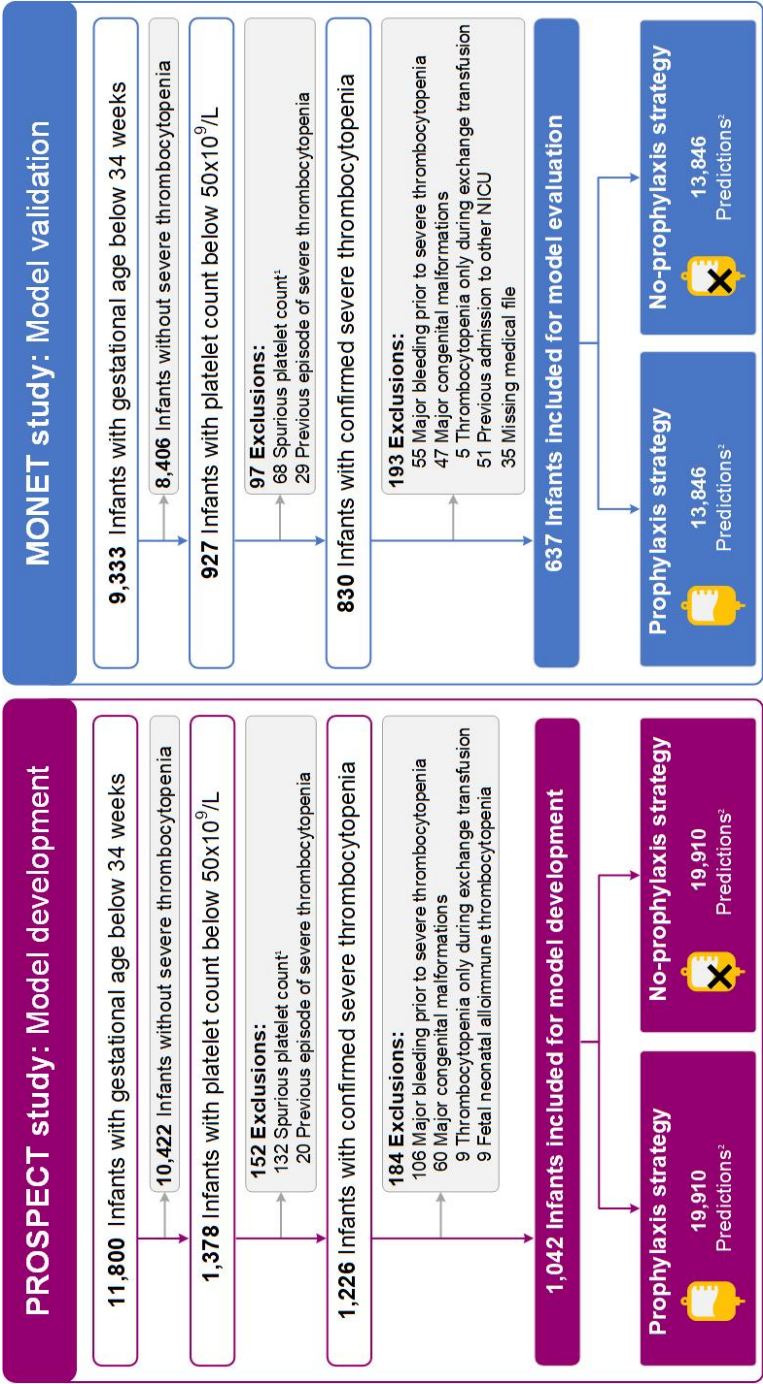 PROSPECT study: Model development
11,800 Infants with gestational age below 34 weeks
10,422 Infants without severe thrombocytopenia
1,378 Infants with platelet count below 50x10⁹/L
152 Exclusions:
132 Spurious platelet count¹
20 Previous episode of severe thrombocytopenia
1,226 Infants with confirmed severe thrombocytopenia
184 Exclusions:
106 Major bleeding prior to severe thrombocytopenia
60 Major congenital malformations
9 Thrombocytopenia only during exchange transfusion
9 Fetal neonatal alloimmune thrombocytopenia
1,042 Infants included for model development
Prophylaxis strategy
19,910
Predictions²
No-prophylaxis strategy
19,910
Predictions²
MONET study: Model validation
9,333 Infants with gestational age below 34 weeks
8,406 Infants without severe thrombocytopenia
927 Infants with platelet count below 50x10⁹/L
97 Exclusions:
68 Spurious platelet count¹
29 Previous episode of severe thrombocytopenia
830 Infants with confirmed severe thrombocytopenia
193 Exclusions:
55 Major bleeding prior to severe thrombocytopenia
47 Major congenital malformations
5 Thrombocytopenia only during exchange transfusion
51 Previous admission to other NICU
35 Missing medical file
637 Infants included for model evaluation
Prophylaxis strategy
13,846
Predictions²
No-prophylaxis strategy
13,846
Predictions²